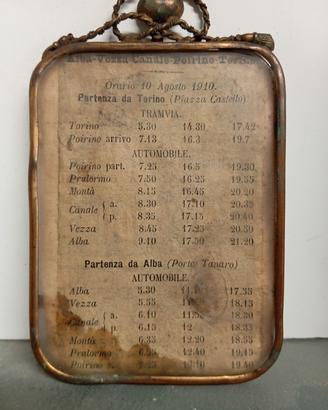 Alba-Vezza Canale-Poirino-Torino
Orario 10 Agosto 1910.
Partenza da Torino (Piazza Castello)
TRAMVIA.
Torino 5.30 14.30 17.42
Poirino arrivo 7.13 16.3 19.7
AUTOMOBILE.
Poirino part. 7.25 16.5 19.30
Pralormo 7.50 16.25 19.55
Montà 8.15 16.45 20.20
Canale { a. 8.30 17.10 20.35
p. 8.35 17.15 20.40
Vezza 8.45 17.25 20.50
Alba 9.10 17.50 21.20
Partenza da Alba (Porta Tanaro)
AUTOMOBILE.
Alba 5.30 17.55
Vezza 5.55 18.15
Canale { a. 6.10 18.30
p. 6.15 12 18.35
Montà 6.35 12.20 18.55
Pralormo 12.40 19.15
Poirino a. 13.10 19.40